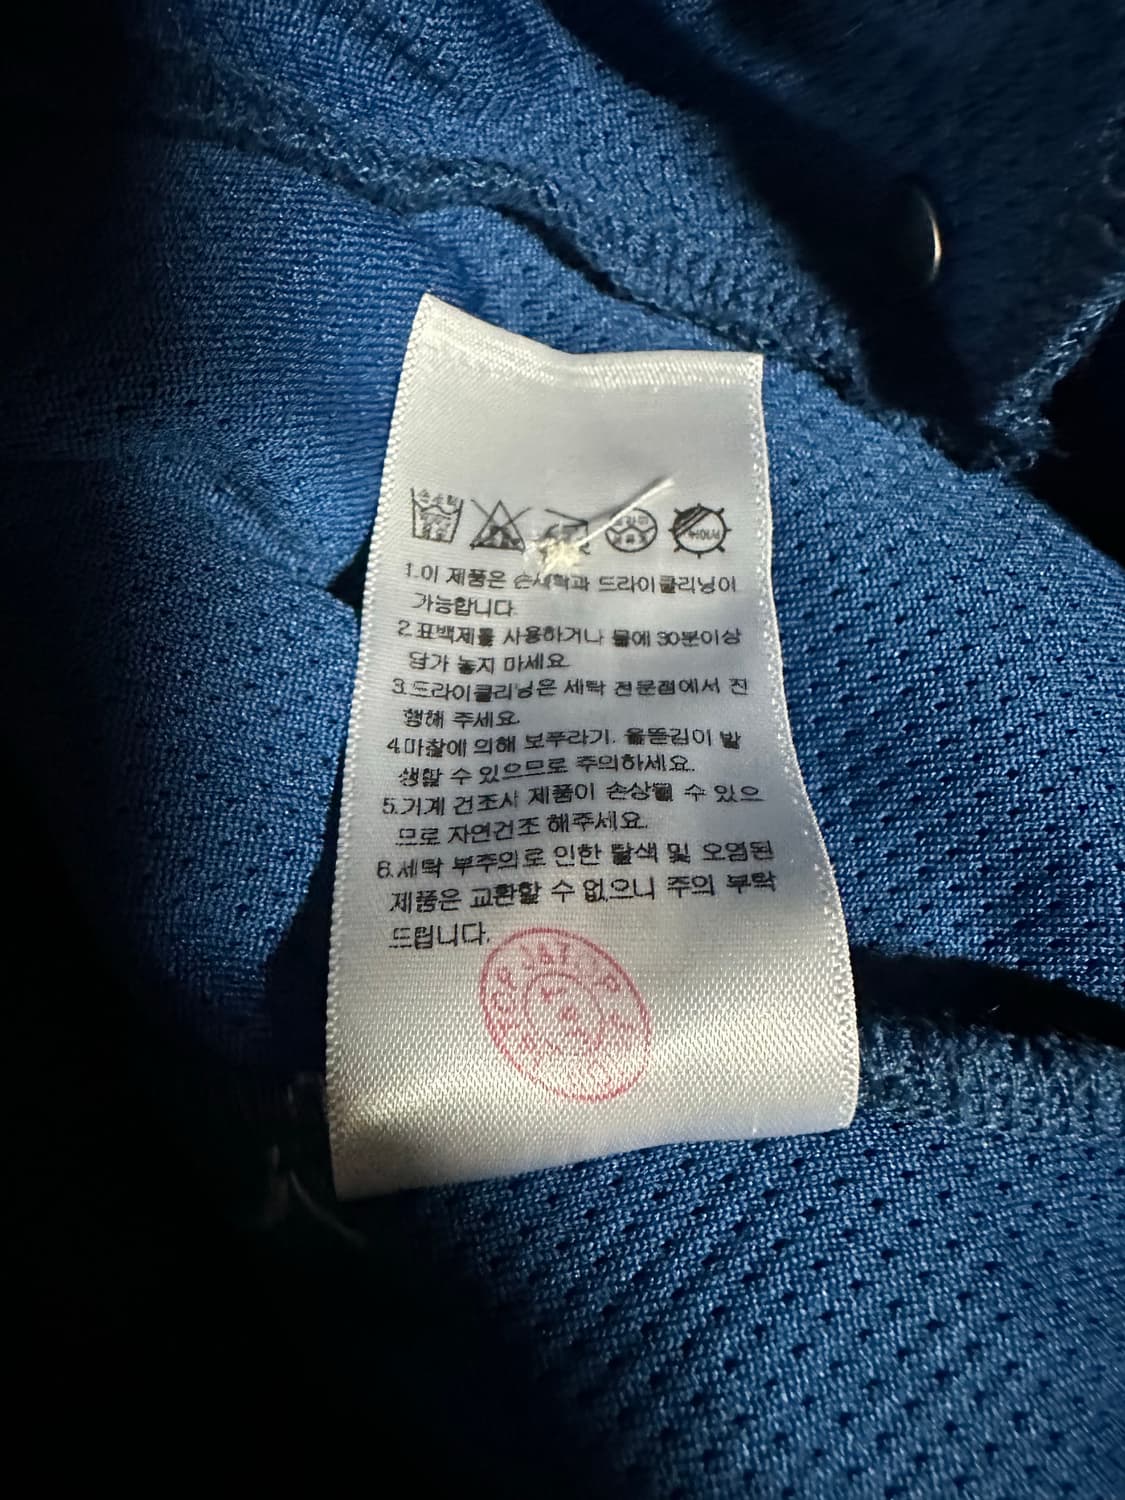 손세탁
1.이 제품은 손세탁과 드라이클리닝이
가능합니다.
2.표백제를 사용하거나 물에 30분이상
담가 놓지 마세요.
3.드라이클리닝은 세탁 전문점에서 진
행해 주세요.
4.마찰에 의해 보푸라기. 올뜯김이 발
생할 수 있으므로 주의하세요.
5.기계 건조시 제품이 손상될 수 있으
므로 자연건조 해주세요.
6.세탁 부주의로 인한 탈색 및 오염된
제품은 교환할 수 없으니 주의 부탁
드립니다.
TOP